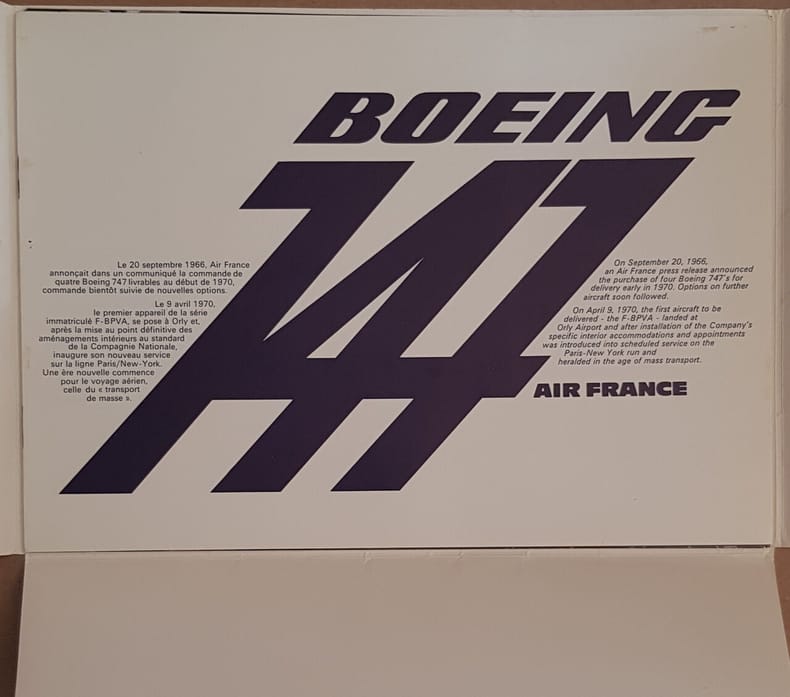 BOEING
747
Le 20 septembre 1966, Air France
annonçait dans un communiqué la commande de
quatre Boeing 747 livrables au début de 1970,
commande bientôt suivie de nouvelles options.
Le 9 avril 1970,
le premier appareil de la série
immatriculé F-BPVA, se pose à Orly et,
après la mise au point définitive des
aménagements intérieurs au standard
de la Compagnie Nationale,
inaugure son nouveau service
sur la ligne Paris/New-York.
Une ère nouvelle commence
pour le voyage aérien,
celle du « transport
de masse ».
On September 20, 1966,
an Air France press release announced
the purchase of four Boeing 747's for
delivery early in 1970. Options on further
aircraft soon followed.
On April 9, 1970, the first aircraft to be
delivered - the F-BPVA - landed at
Orly Airport and after installation of the Company's
specific interior accommodations and appointments
was introduced into scheduled service on the
Paris-New York run and
heralded in the age of mass transport.
AIR FRANCE